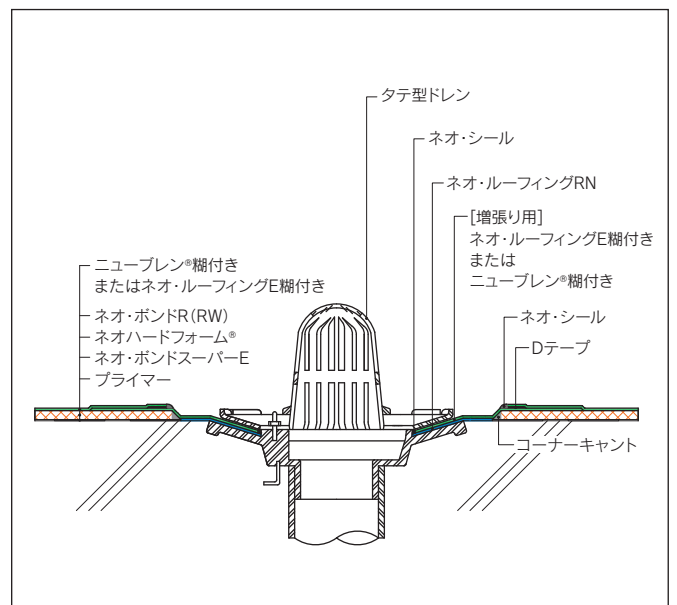 タテ型ドレン
ネオ・シール
ネオ・ルーフィングRN
[増張り用]
ネオ・ルーフィングE糊付き
または
ニューブレン®糊付き
ニューブレン®糊付き
またはネオ・ルーフィングE糊付き
ネオ・ボンドR(RW)
ネオハードフォーム®
ネオ・ボンドスーパーE
プライマー
ネオ・シール
Dテープ
コーナーキャント